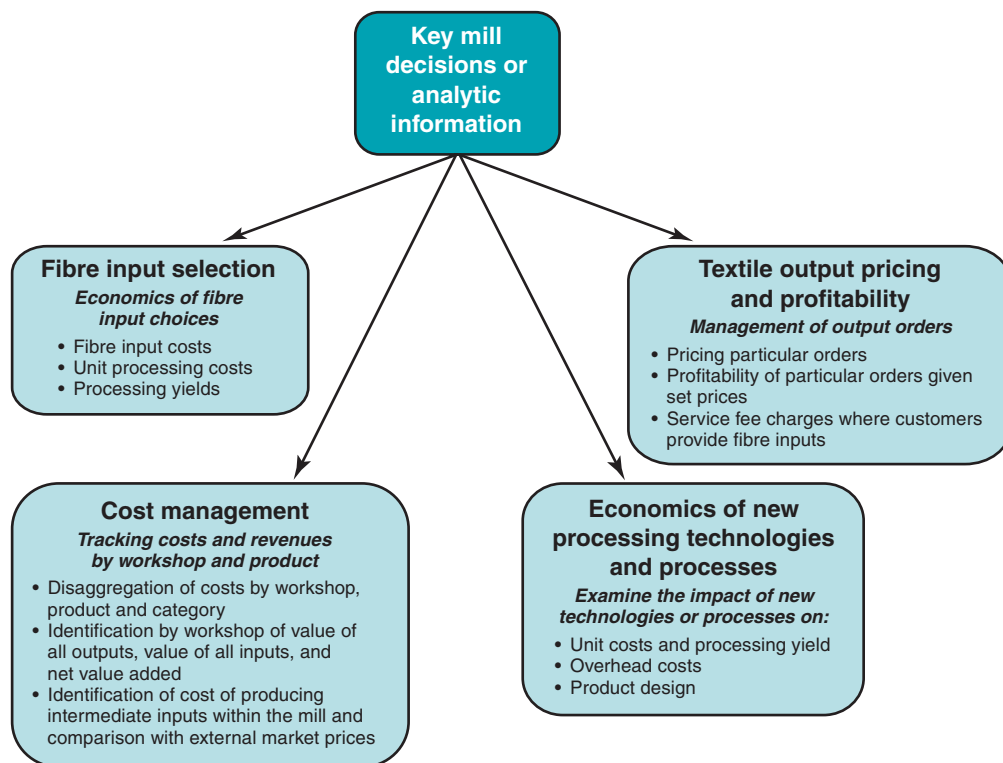 Key mill
decisions or
analytic
information
Fibre input selection
Economics of fibre
input choices
• Fibre input costs
• Unit processing costs
• Processing yields
Textile output pricing
and profitability
Management of output orders
• Pricing particular orders
• Profitability of particular orders given
set prices
• Service fee charges where customers
provide fibre inputs
Cost management
Tracking costs and revenues
by workshop and product
• Disaggregation of costs by workshop,
product and category
• Identification by workshop of value of
all outputs, value of all inputs, and
net value added
• Identification of cost of producing
intermediate inputs within the mill and
comparison with external market prices
Economics of new
processing technologies
and processes
Examine the impact of new
technologies or processes on:
• Unit costs and processing yield
• Overhead costs
• Product design